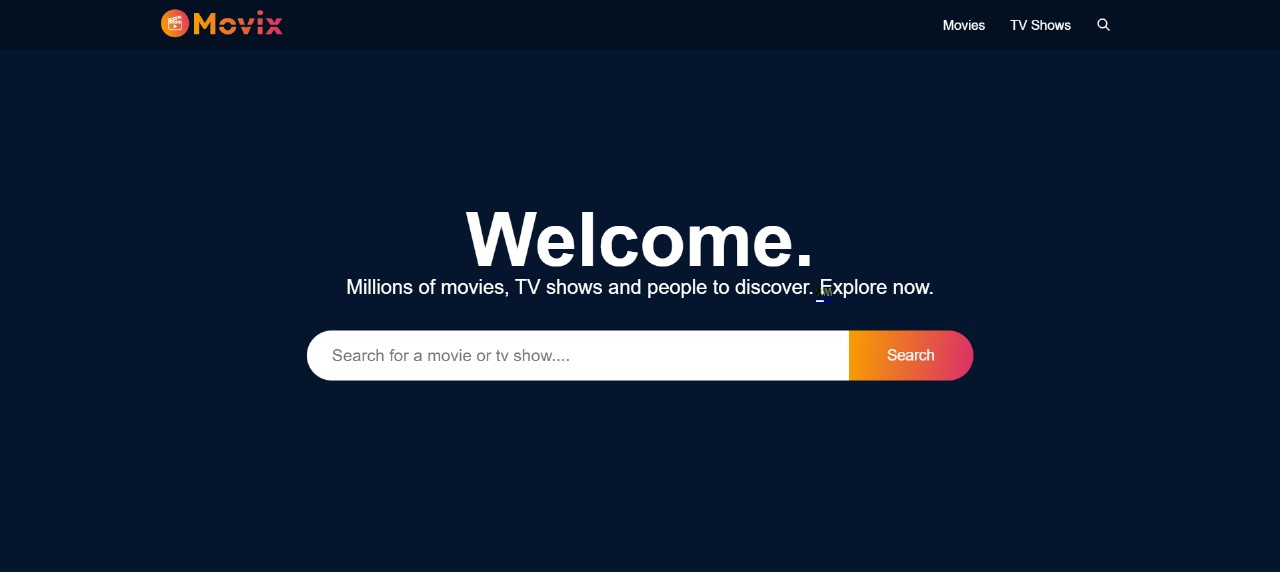 Movix
Movies
TV Shows
Welcome.
Millions of movies, TV shows and people to discover. Explore now.
Search for a movie or tv show....
Search